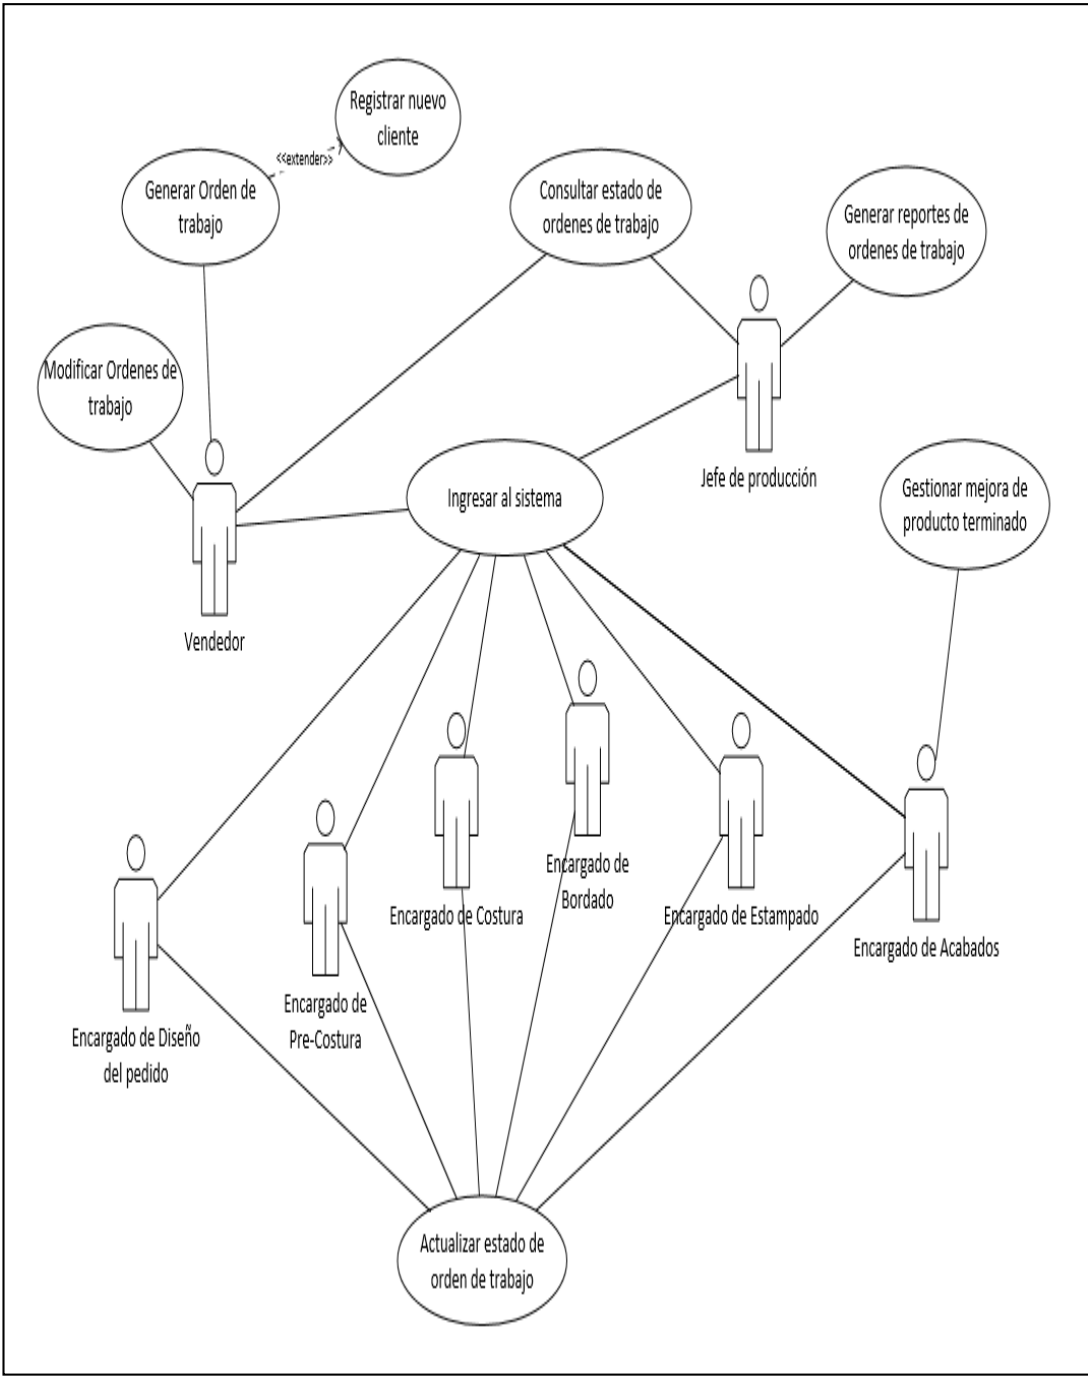 Registrar nuevo
cliente
<<extender>>
Generar Orden de
trabajo
Consultar estado de
ordenes de trabajo
Generar reportes de
ordenes de trabajo
Modificar Ordenes de
trabajo
Jefe de producción
Ingresar al sistema
Gestionar mejora de
producto terminado
Vendedor
Encargado de
Bordado
Encargado de Costura
Encargado de Estampado
Encargado de Acabados
Encargado de
Pre-Costura
Encargado de Diseño
del pedido
Actualizar estado de
orden de trabajo